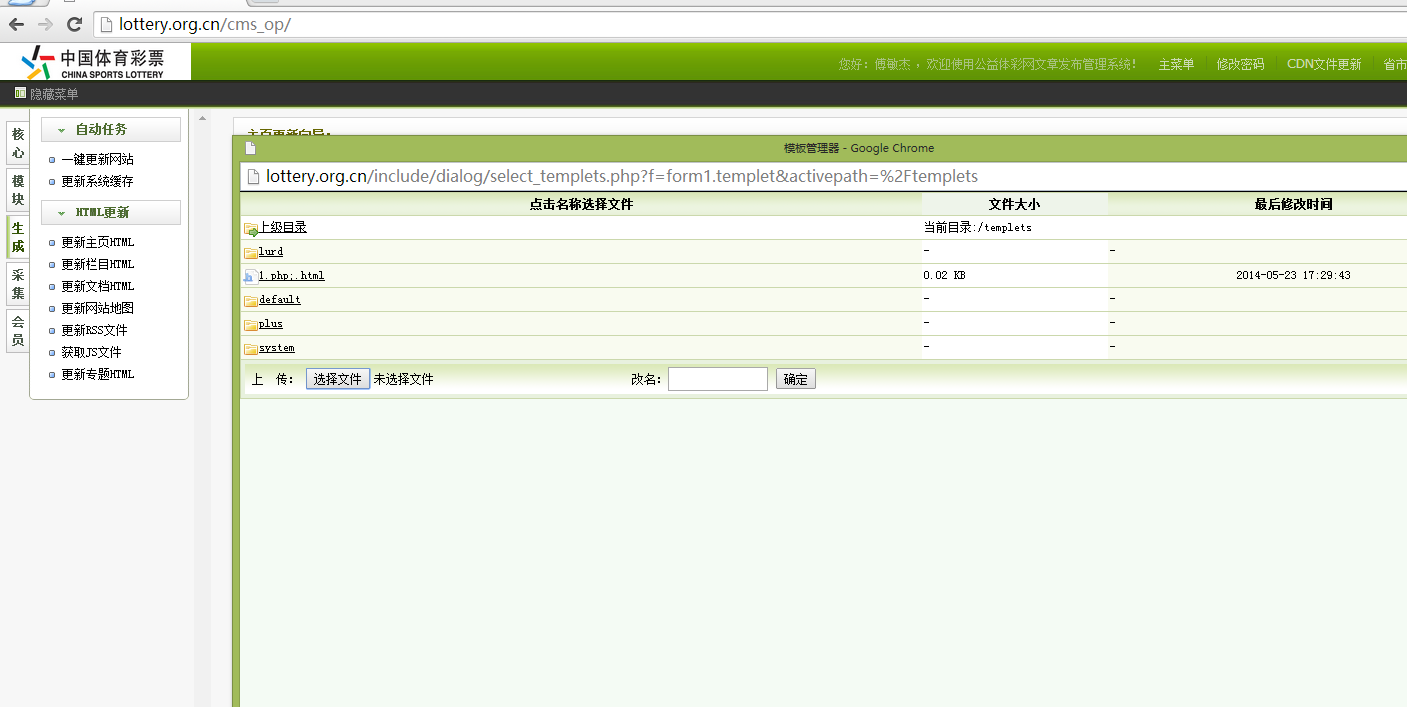 lottery.org.cn/cms_op/
中国体育彩票
CHINA SPORTS LOTTERY
您好：傅敏杰 ，欢迎使用公益体彩网文章发布管理系统！ 主菜单 修改密码 CDN文件更新 省市
隐藏菜单
核心
模块
生成
采集
会员
自动任务
一键更新网站
更新系统缓存
HTML更新
更新主页HTML
更新栏目HTML
更新文档HTML
更新网站地图
更新RSS文件
获取JS文件
更新专题HTML
主页更新向导：
模板管理器 - Google Chrome
lottery.org.cn/include/dialog/select_templets.php?f=form1.templet&activepath=%2Ftemplets
点击名称选择文件 文件大小 最后修改时间
上级目录 当前目录:/templets
lurd - -
1.php;.html 0.02 KB 2014-05-23 17:29:43
default - -
plus - -
system - -
上 传： 选择文件 未选择文件 改名： 确定